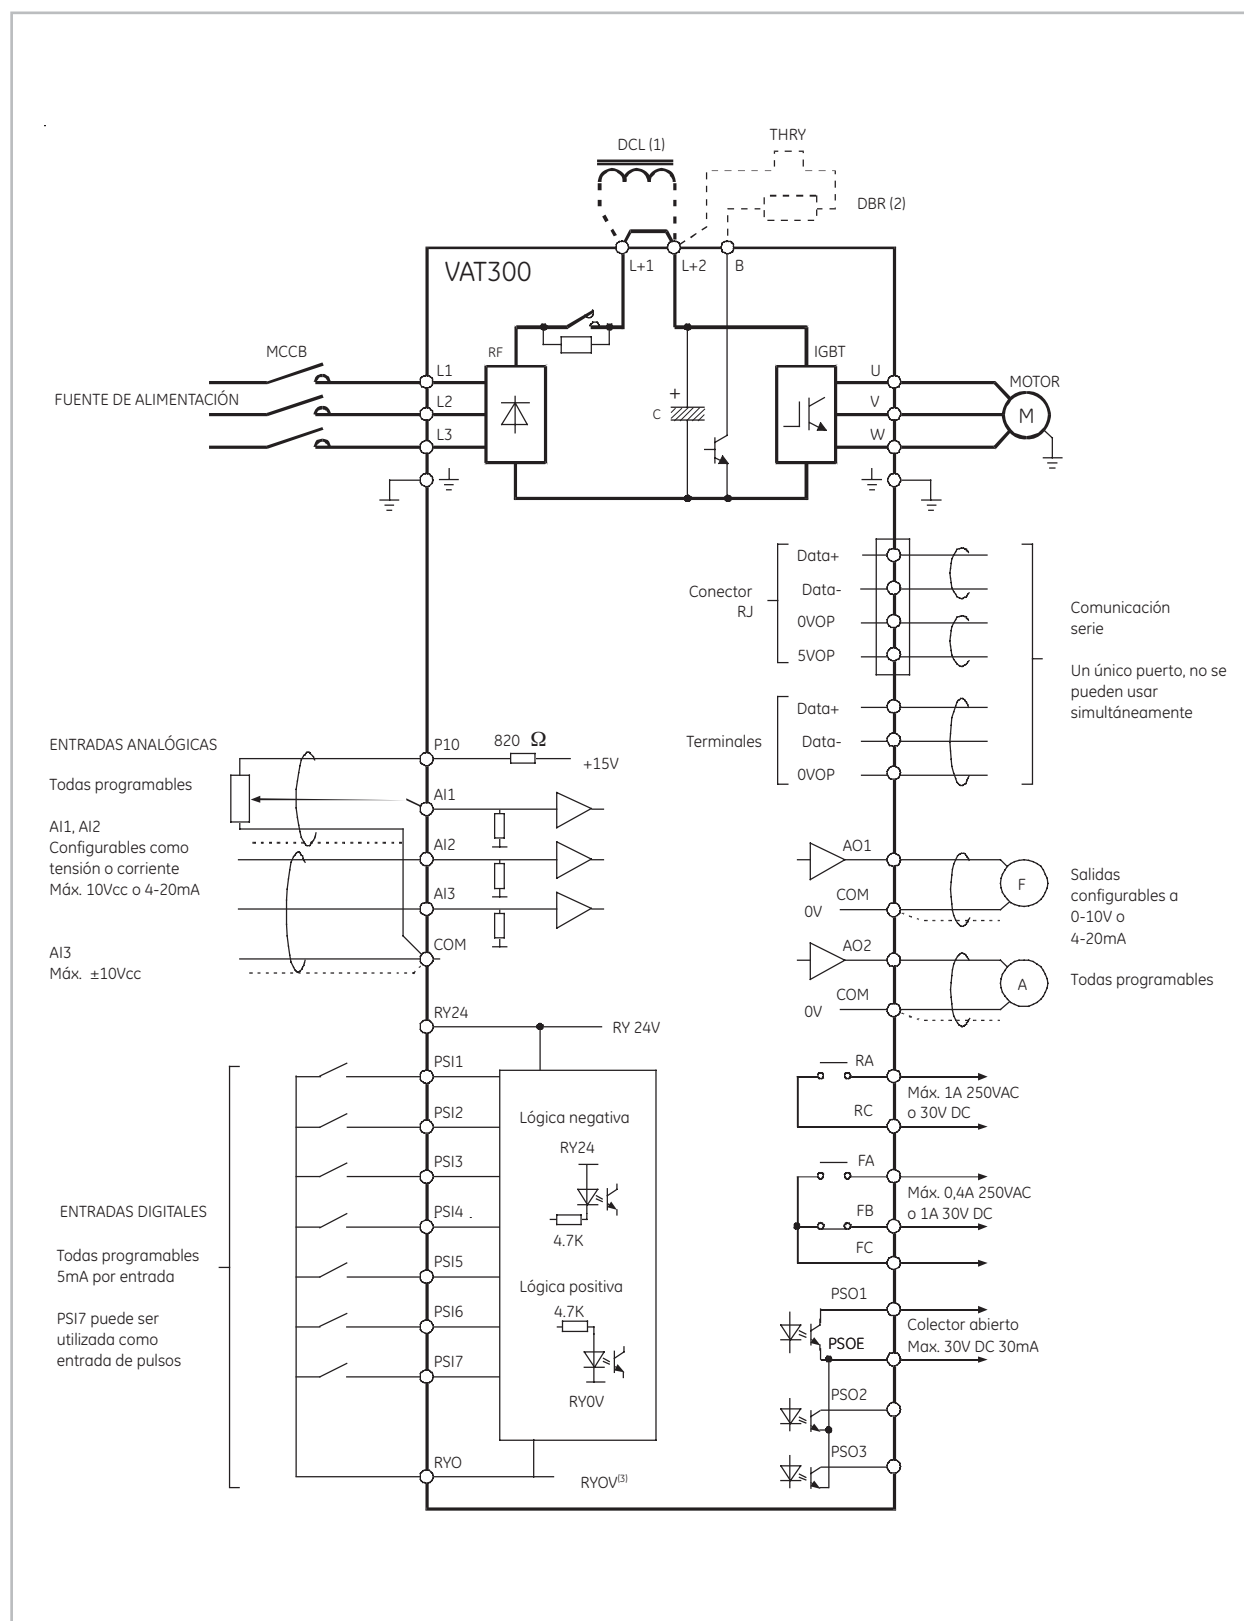 DCL (1)
THRY
DBR (2)
VAT300
L+1
L+2
B
MCCB
RF
IGBT
FUENTE DE ALIMENTACIÓN
L1
L2
L3
+
C
U
V
W
MOTOR
M
Conector
RJ
Data+
Data-
0VOP
5VOP
Terminales
Data+
Data-
0VOP
Comunicación
serie
Un único puerto, no se
pueden usar
simultáneamente
ENTRADAS ANALÓGICAS
Todas programables
AI1, AI2
Configurables como
tensión o corriente
Máx. 10Vcc o 4-20mA
AI3
Máx. ±10Vcc
P10
820 Ω
+15V
AI1
AI2
AI3
COM
AO1
COM
0V
F
AO2
COM
0V
A
Salidas
configurables a
0-10V o
4-20mA
Todas programables
RY24
RY 24V
PSI1
PSI2
PSI3
PSI4
PSI5
PSI6
PSI7
RYO
RYOV(3)
Lógica negativa
RY24
4.7K
Lógica positiva
4.7K
RY0V
ENTRADAS DIGITALES
Todas programables
5mA por entrada
PSI7 puede ser
utilizada como
entrada de pulsos
RA
RC
Máx. 1A 250VAC
o 30V DC
FA
FB
FC
Máx. 0,4A 250VAC
o 1A 30V DC
PSO1
PSOE
Colector abierto
Max. 30V DC 30mA
PSO2
PSO3